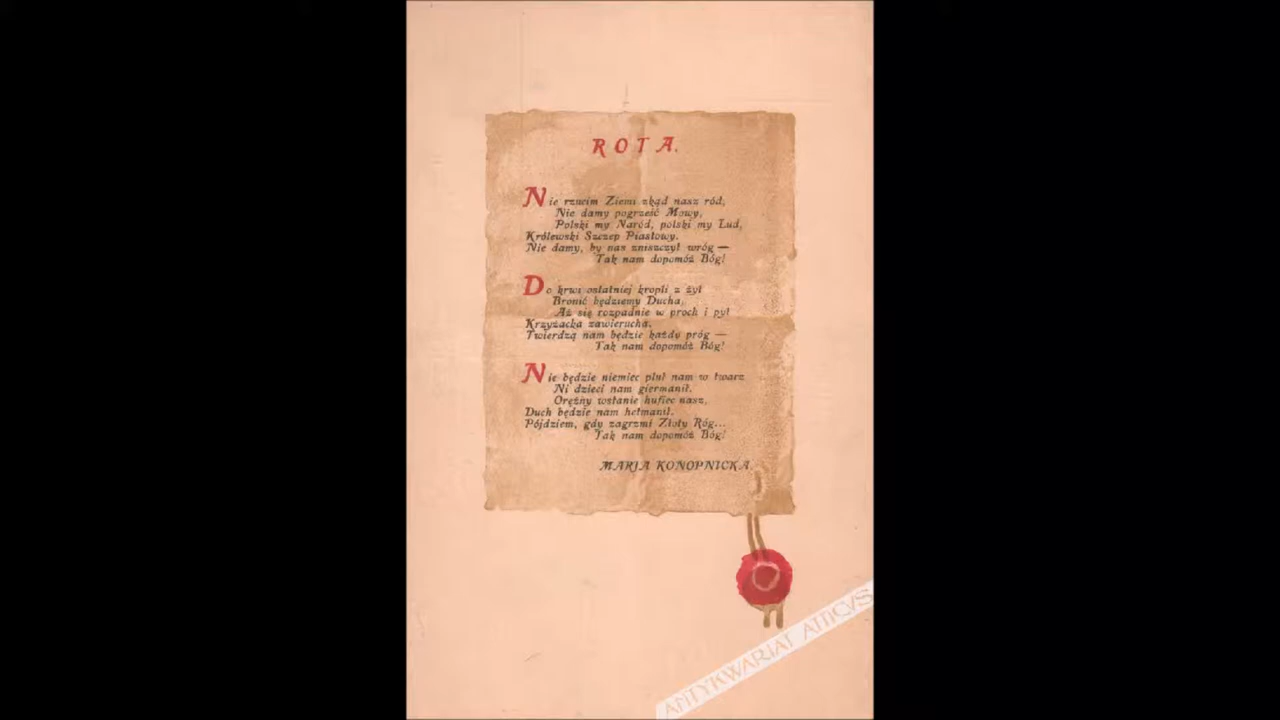 ROTA.
Nie rzucim Ziemi zkąd nasz ród,
Nie damy pogrześć Mowy,
Polski my Naród, polski my Lud,
Królewski Szczep Piastowy.
Nie damy, by nas zniszczył wróg —
Tak nam dopomóż Bóg!
Do krwi ostatniej kropli z żył
Bronić będziemy Ducha,
Aż się rozpadnie w proch i pył
Krzyżacka zawierucha.
Twierdzą nam będzie każdy próg —
Tak nam dopomóż Bóg!
Nie będzie niemiec pluł nam w twarz
Ni dzieci nam giermanił.
Orężny wstanie hufiec nasz,
Duch będzie nam hetmanił.
Pójdziem, gdy zagrzmi Złoty Róg...
Tak nam dopomóż Bóg!
MARJA KONOPNICKA.
ANTYKWARIAT ATTICVS